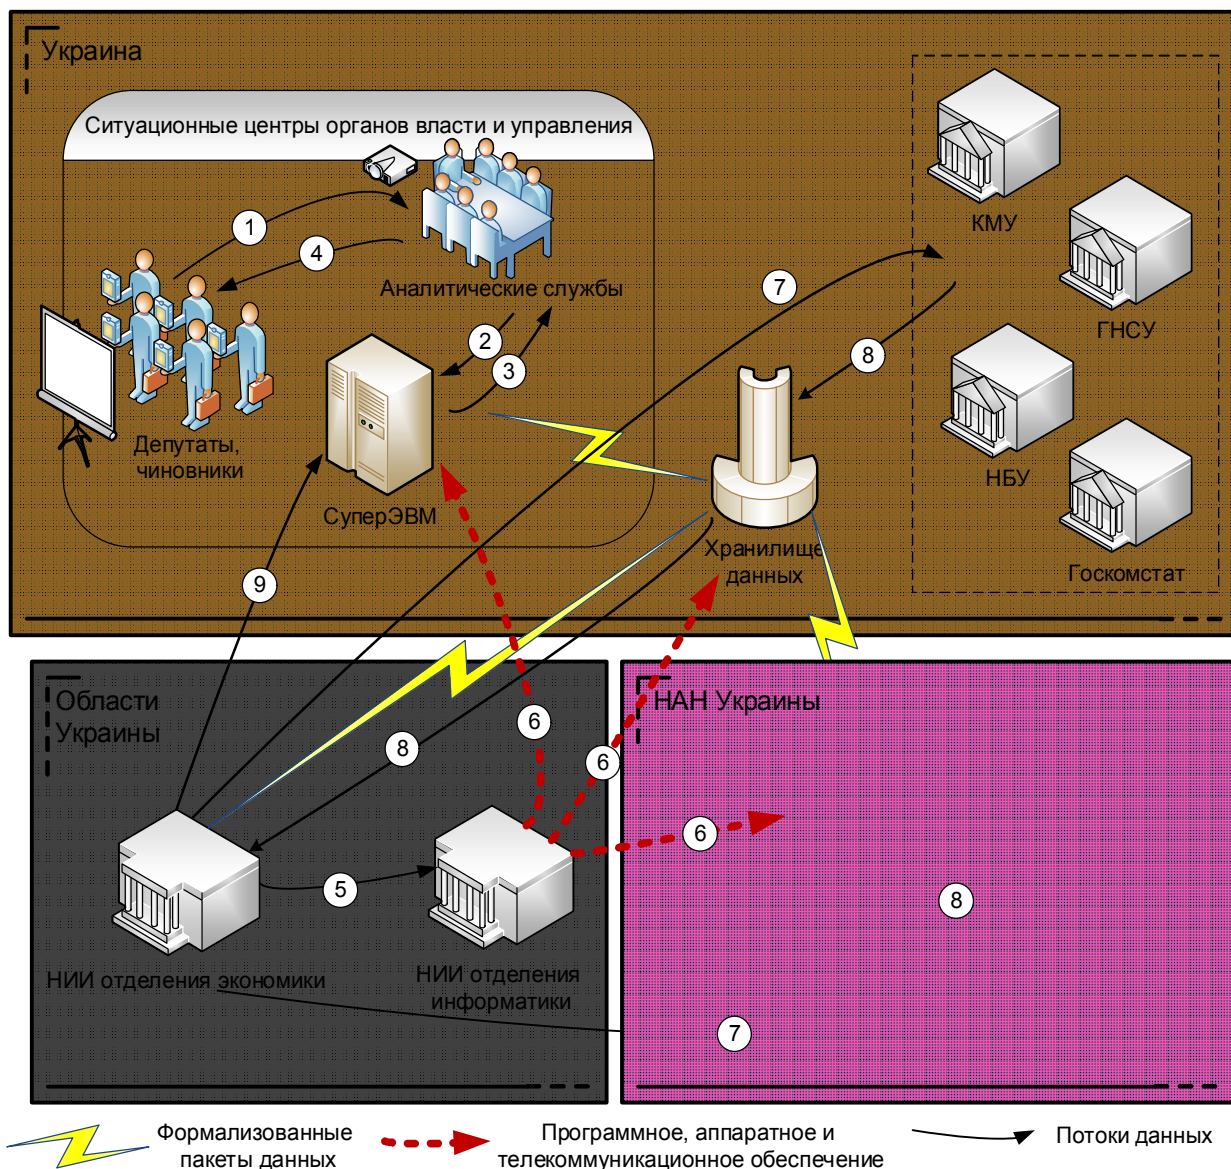 Украина
Ситуационные центры органов власти и управления
КМУ
1
4
7
Аналитические службы
ГНСУ
2
3
8
Депутаты,
чиновники
НБУ
СуперЭВМ
Хранилище
данных
Госкомстат
9
Области
Украины
НАН Украины
6
8
6
6
5
8
НИИ отделения экономики
НИИ отделения
информатики
7
Формализованные
пакеты данных
Программное, аппаратное и
телекоммуникационное обеспечение
Потоки данных